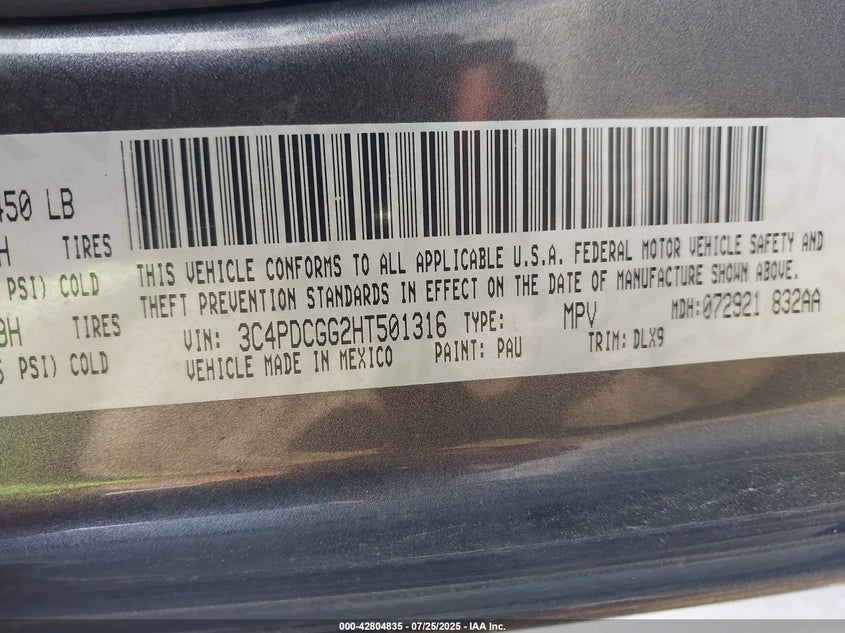 450 LB
H TIRES
PSI) COLD
THIS VEHICLE CONFORMS TO ALL APPLICABLE U.S.A. FEDERAL MOTOR VEHICLE SAFETY AND
THEFT PREVENTION STANDARDS IN EFFECT ON THE DATE OF MANUFACTURE SHOWN ABOVE.
H TIRES
VIN: 3C4PDCGG2HT501316 TYPE: MPV MDH:072921 832AA
PSI) COLD
VEHICLE MADE IN MEXICO PAINT: PAU TRIM: DLX9
000-42804835 - 07/25/2025 - IAA Inc.